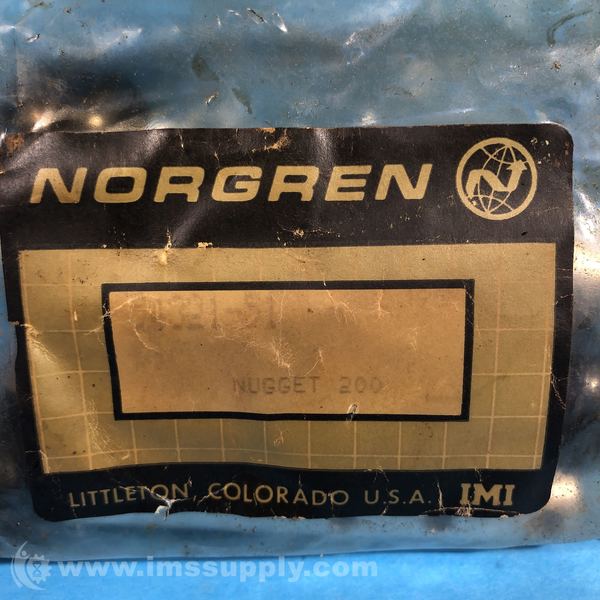 NORGREN
NUGGET 200
LITTLETON, COLORADO U.S.A. IMI
www.imssupply.com